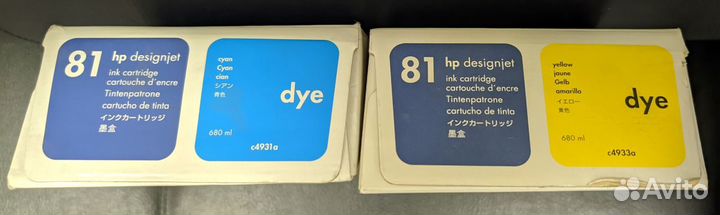 81 hp designjet
ink cartridge
cartouche d'encre
Tintenpatrone
cartucho de tinta
インクカートリッジ
墨盒
cyan
Cyan
cian
シアン
青色
dye
680 ml
c4931a
81 hp designjet
ink cartridge
cartouche d'encre
Tintenpatrone
cartucho de tinta
インクカートリッジ
墨盒
yellow
jaune
Gelb
amarillo
イエロー
黄色
dye
680 ml
c4933a
Avito